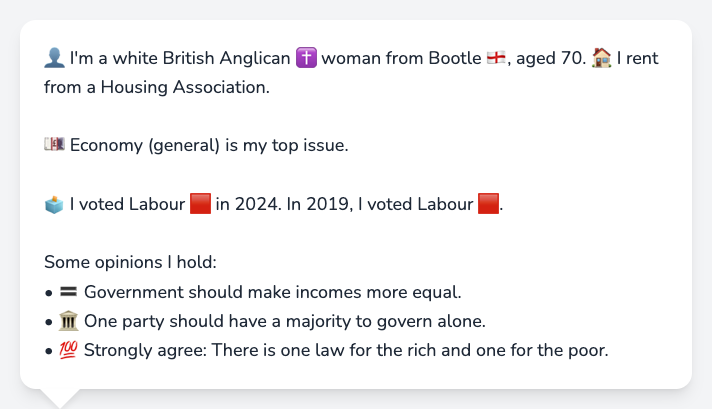 👤 I'm a white British Anglican ✝️ woman from Bootle 🏴󠁧󠁢󠁥󠁮󠁧󠁿, aged 70. 🏠 I rent
from a Housing Association.
💷 Economy (general) is my top issue.
🗳️ I voted Labour 🟥 in 2024. In 2019, I voted Labour 🟥.
Some opinions I hold:
• 🟰 Government should make incomes more equal.
• 🏛️ One party should have a majority to govern alone.
• 💯 Strongly agree: There is one law for the rich and one for the poor.